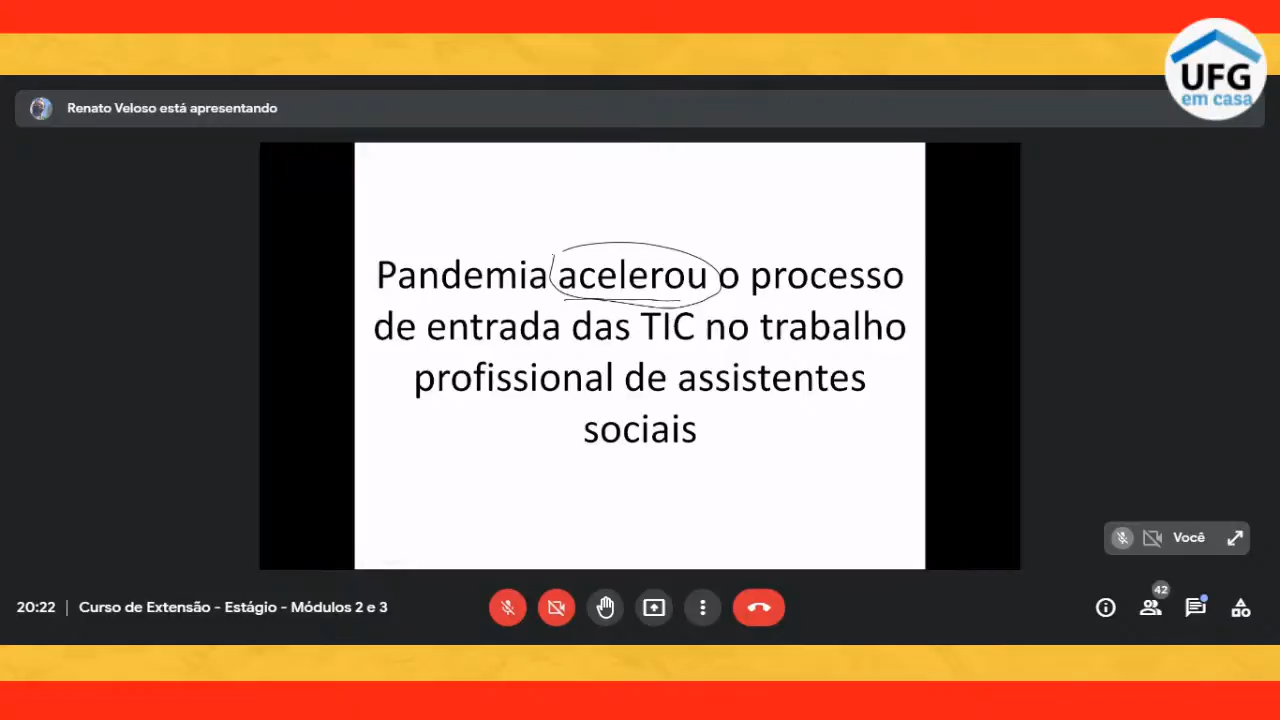 UFG
em casa
Renato Veloso está apresentando
Pandemia acelerou o processo
de entrada das TIC no trabalho
profissional de assistentes
sociais
Você
20:22 | Curso de Extensão - Estágio - Módulos 2 e 3
42